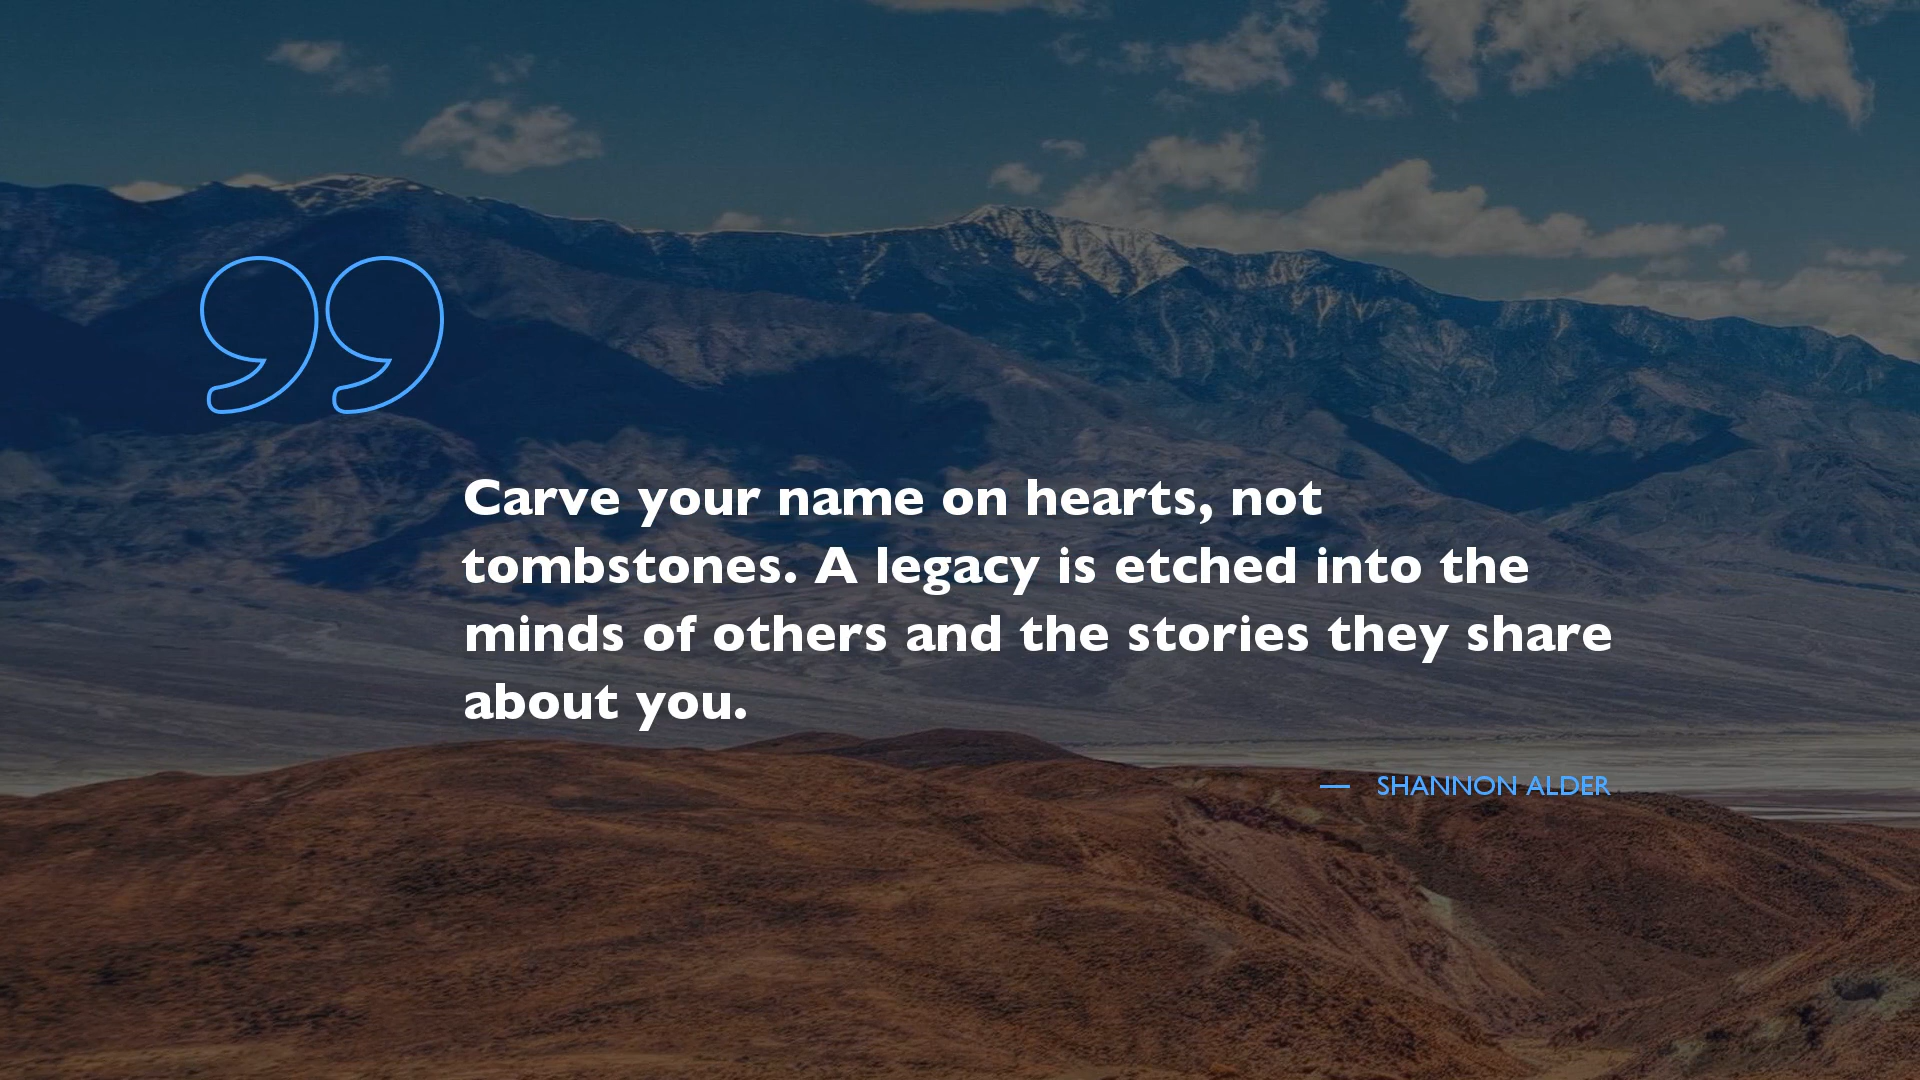 Carve your name on hearts, not
tombstones. A legacy is etched into the
minds of others and the stories they share
about you.
— SHANNON ALDER